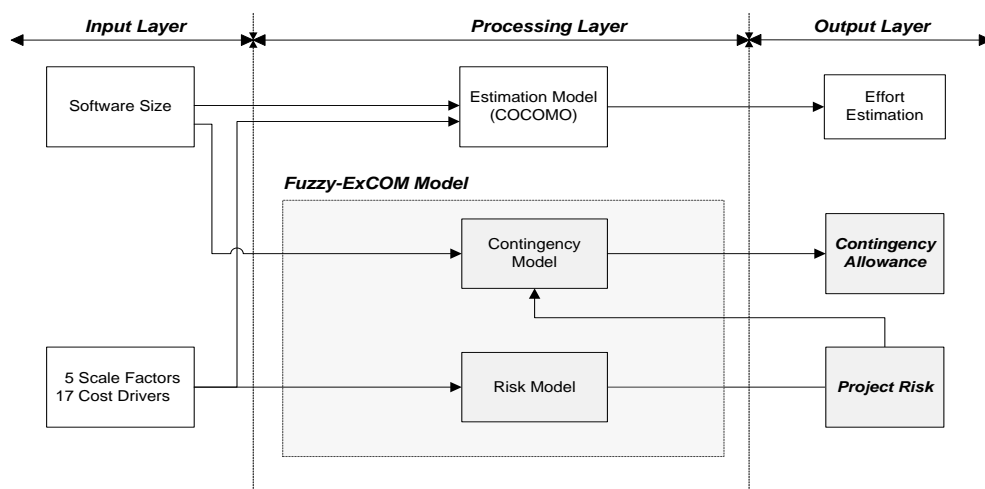 Input Layer
Processing Layer
Output Layer
Software Size
Estimation Model
(COCOMO)
Effort
Estimation
Fuzzy-ExCOM Model
Contingency
Model
Contingency
Allowance
5 Scale Factors
17 Cost Drivers
Risk Model
Project Risk